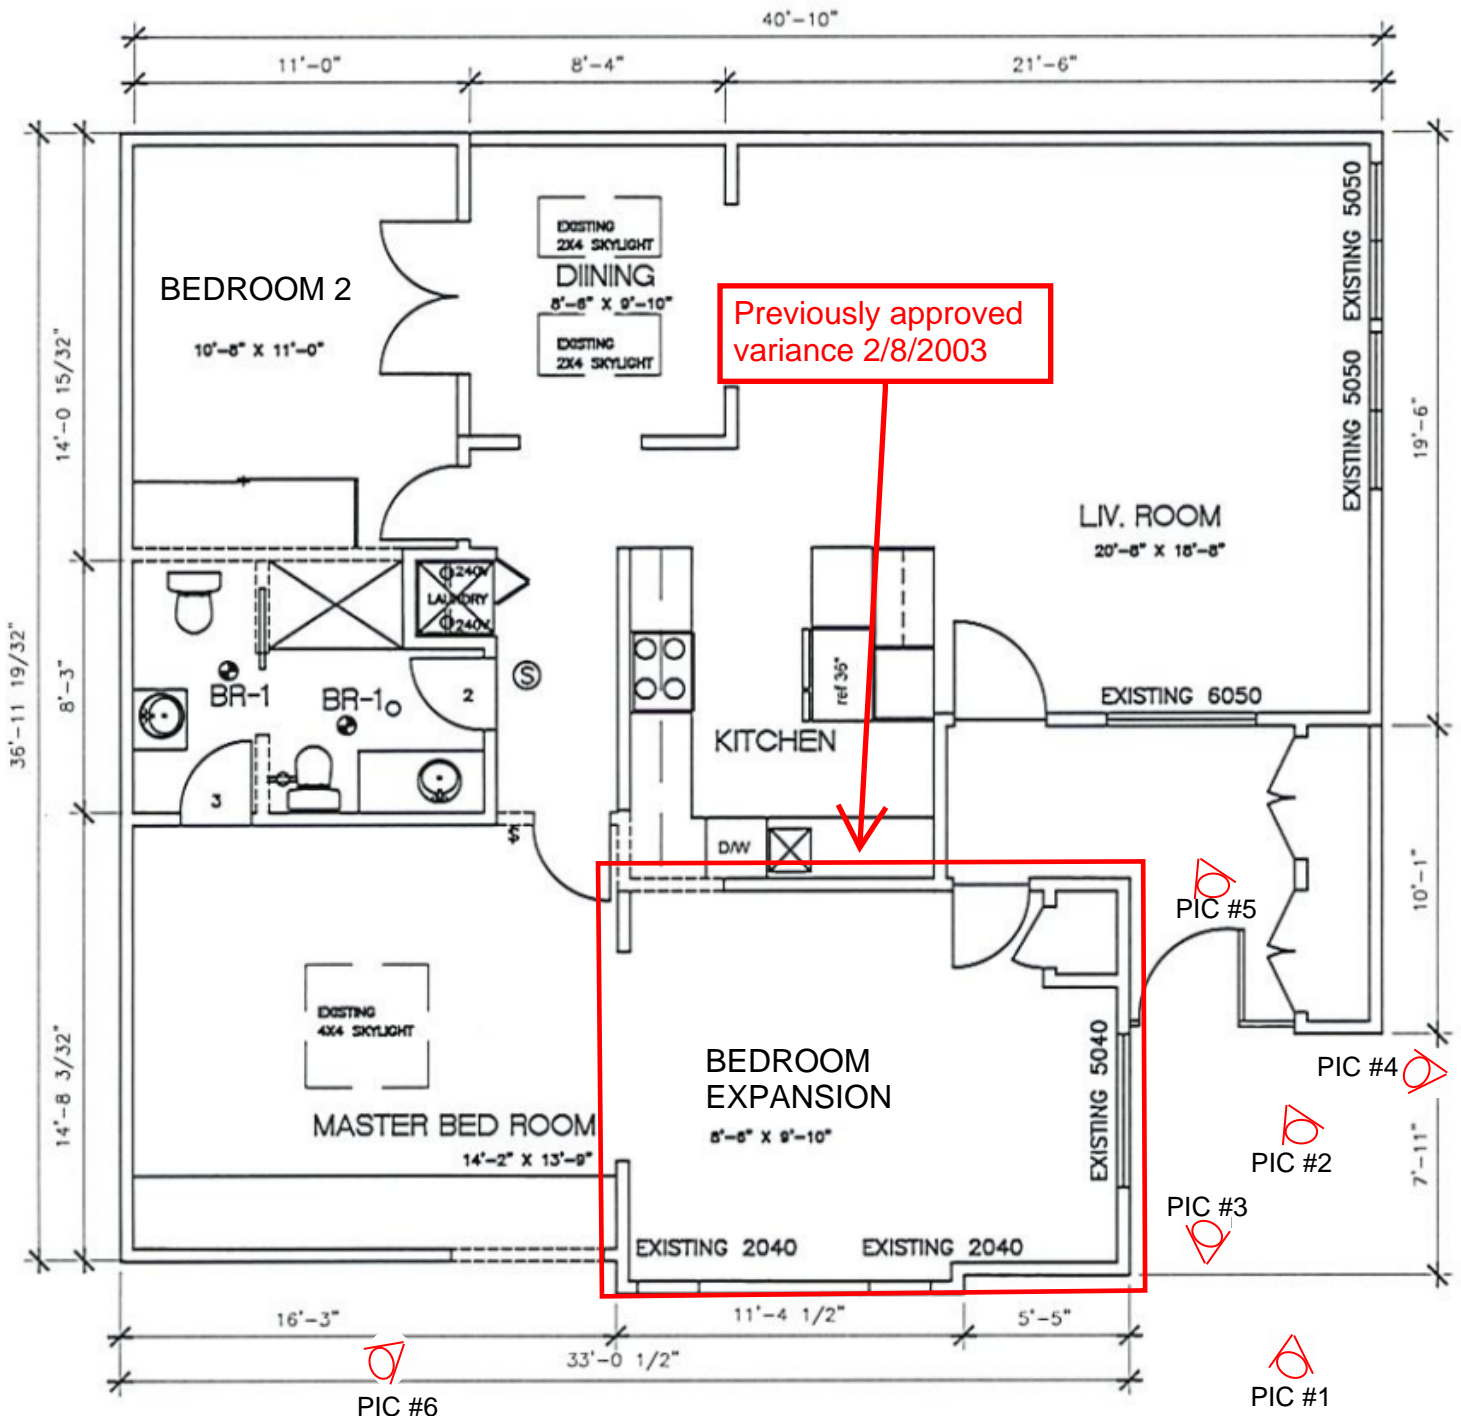 40'-10"
11'-0"
8'-4"
21'-6"
EXISTING
2X4 SKYLIGHT
DIINING
8'-6" X 9'-10"
EXISTING
2X4 SKYLIGHT
BEDROOM 2
10'-8" X 11'-0"
Previously approved
variance 2/8/2003
EXISTING 5050
EXISTING 5050
14'-0 15/32"
19'-6"
LIV. ROOM
20'-8" X 18'-8"
240V
LAUNDRY
240V
36'-11 19/32"
8'-3"
S
ref 36"
BR-1
BR-1
2
EXISTING 6050
KITCHEN
3
$
D/W
10'-1"
PIC #5
EXISTING
4X4 SKYLIGHT
14'-8 3/32"
BEDROOM
EXPANSION
8'-6" X 9'-10"
EXISTING 5040
PIC #4
MASTER BED ROOM
14'-2" X 13'-9"
PIC #2
7'-11"
PIC #3
EXISTING 2040
EXISTING 2040
16'-3"
11'-4 1/2"
5'-5"
33'-0 1/2"
PIC #6
PIC #1